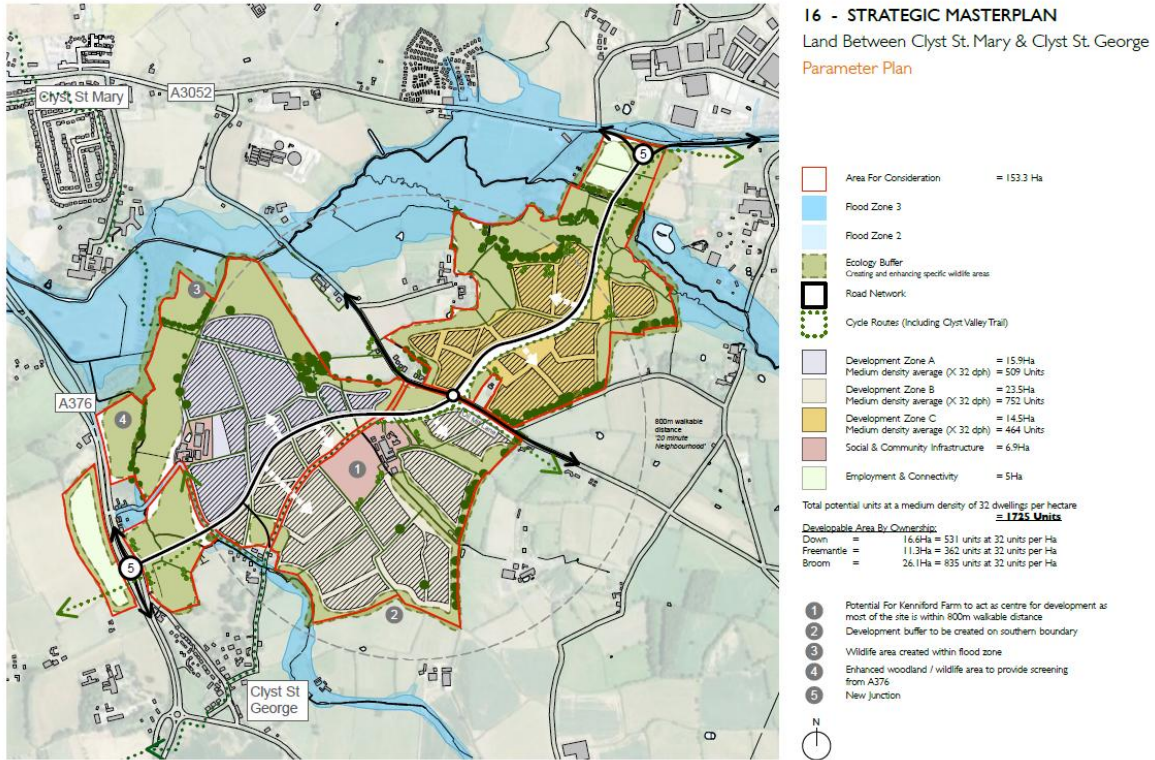 16 - STRATEGIC MASTERPLAN
Land Between Clyst St. Mary & Clyst St. George
Parameter Plan
Clyst St Mary
A3052
5
3
A376
4
1
800m walkable
distance
'20 minute
Neighbourhood'
5
2
Clyst St
George
Area For Consideration = 153.3 Ha
Flood Zone 3
Flood Zone 2
Ecology Buffer
Creating and enhancing specific wildlife areas
Road Network
Cycle Routes (Including Clyst Valley Trail)
Development Zone A = 15.9Ha
Medium density average (X 32 dph) = 509 Units
Development Zone B = 23.5Ha
Medium density average (X 32 dph) = 752 Units
Development Zone C = 14.5Ha
Medium density average (X 32 dph) = 464 Units
Social & Community Infrastructure = 6.9Ha
Employment & Connectivity = 5Ha
Total potential units at a medium density of 32 dwellings per hectare
= 1725 Units
Developable Area By Ownership:
Down = 16.6Ha = 531 units at 32 units per Ha
Freemantle = 11.3Ha = 362 units at 32 units per Ha
Broom = 26.1Ha = 835 units at 32 units per Ha
1 Potential For Kenniford Farm to act as centre for development as
most of the site is within 800m walkable distance
2 Development buffer to be created on southern boundary
3 Wildlife area created within flood zone
4 Enhanced woodland / wildlife area to provide screening
from A376
5 New Junction
N